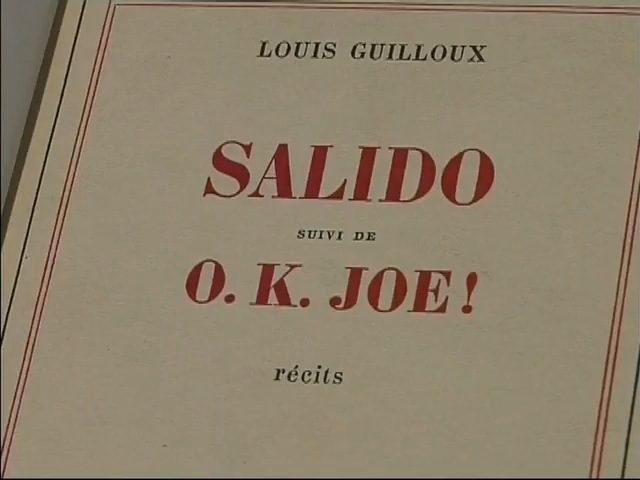 LOUIS GUILLOUX
SALIDO
SUIVI DE
O. K. JOE !
récits